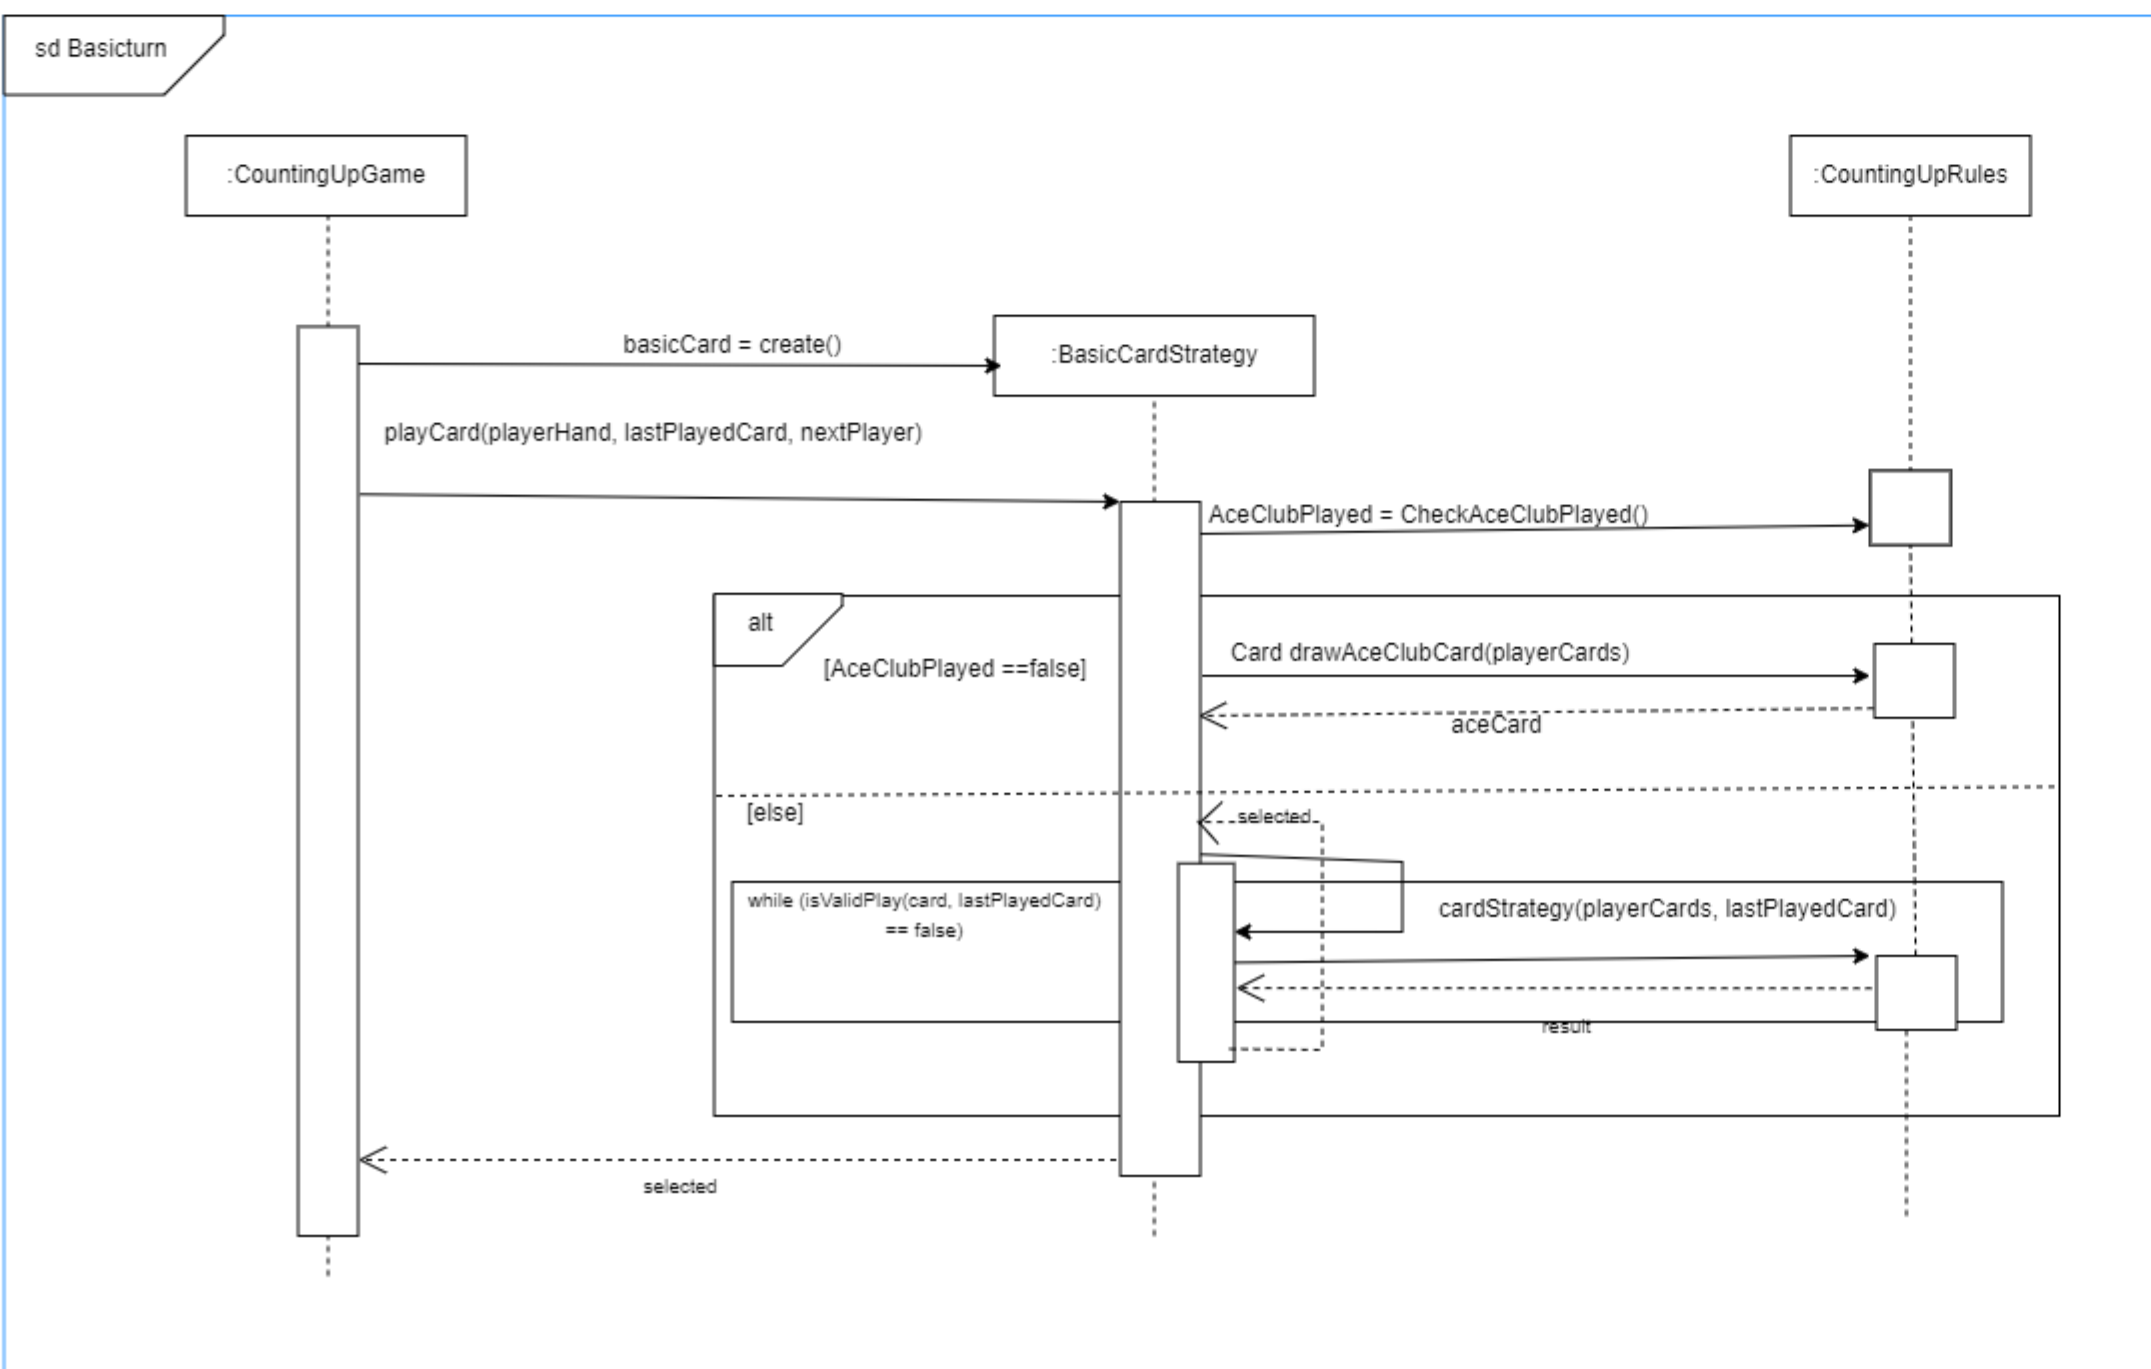 sd Basicturn
:CountingUpGame
:CountingUpRules
basicCard = create()
:BasicCardStrategy
playCard(playerHand, lastPlayedCard, nextPlayer)
AceClubPlayed = CheckAceClubPlayed()
alt
[AceClubPlayed ==false]
Card drawAceClubCard(playerCards)
aceCard
[else]
selected
while (isValidPlay(card, lastPlayedCard)
== false)
cardStrategy(playerCards, lastPlayedCard)
result
selected